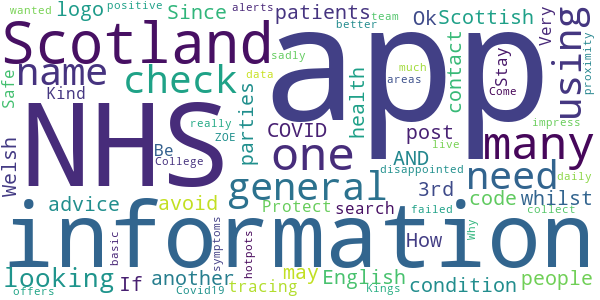 wanted positive alerts team
logo Since patients Ok Scottish Very
Scotland better using
name sadly app contact Stay proximity
Safe Kind check data much areas Come
NHS really parties health COVID post many impress
Welsh ZOE one AND live
Be College disappointed
general 3rd need daily
advice avoid Protect search code whilst
information failed collect
How Why
basic symptoms hotpots
looking If another may English condition people
offers Covid19 tracing Kings